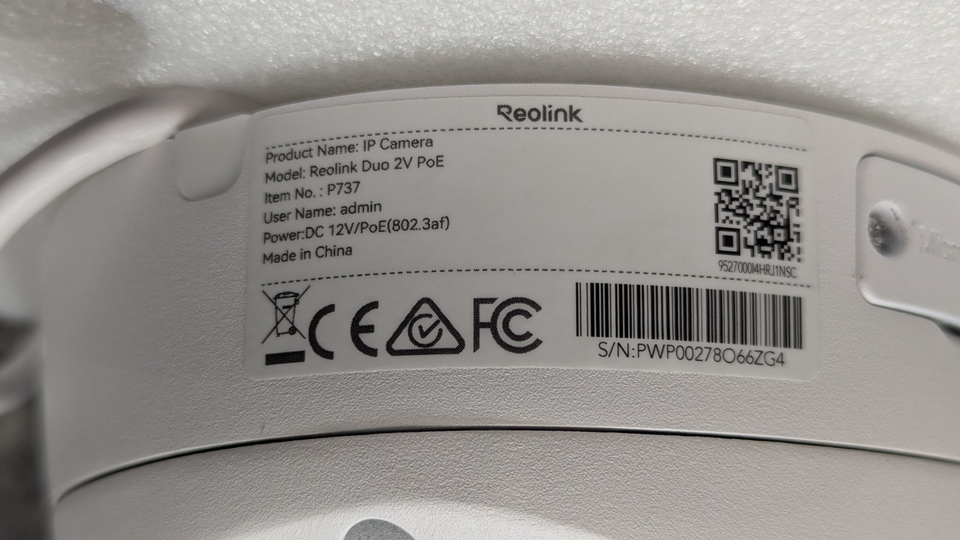 Reolink
Product Name: IP Camera
Model: Reolink Duo 2V PoE
Item No. : P737
User Name: admin
Power:DC 12V/PoE(802.3af)
Made in China
9527000I4HRJ1NSC
CE FC
S/N:PWP00278O66ZG4